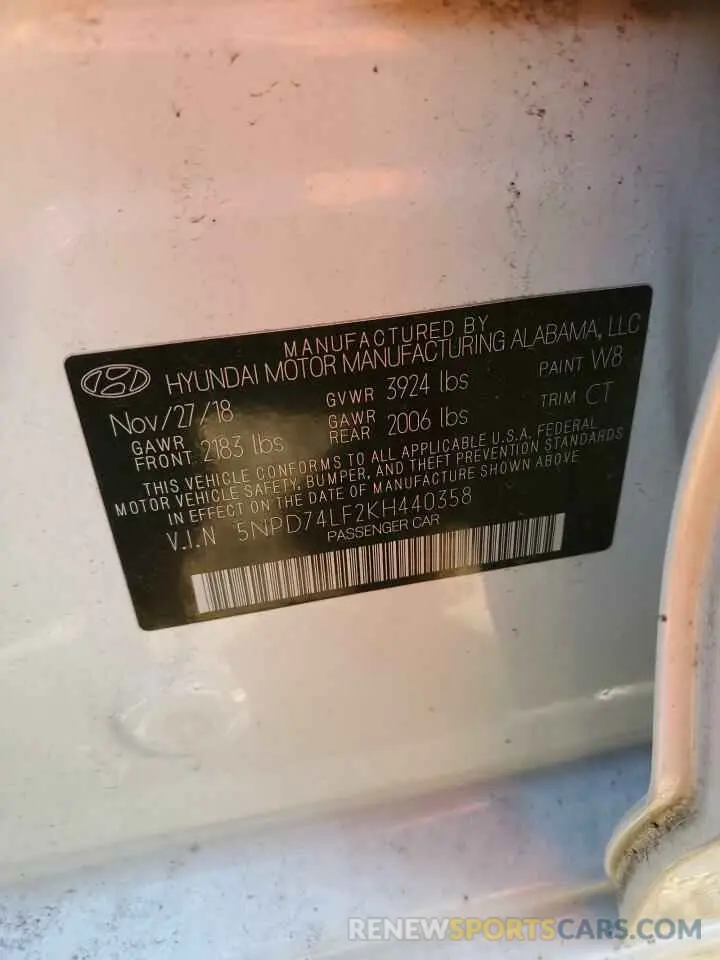 MANUFACTURED BY
HYUNDAI MOTOR MANUFACTURING ALABAMA, LLC
Nov/27/18 GVWR 3924 lbs PAINT W8
GAWR FRONT 2183 lbs GAWR REAR 2006 lbs TRIM CT
THIS VEHICLE CONFORMS TO ALL APPLICABLE U.S.A. FEDERAL
MOTOR VEHICLE SAFETY, BUMPER, AND THEFT PREVENTION STANDARDS
IN EFFECT ON THE DATE OF MANUFACTURE SHOWN ABOVE
V.I.N 5NPD74LF2KH440358
PASSENGER CAR
RENEWSPORTSCARS.COM